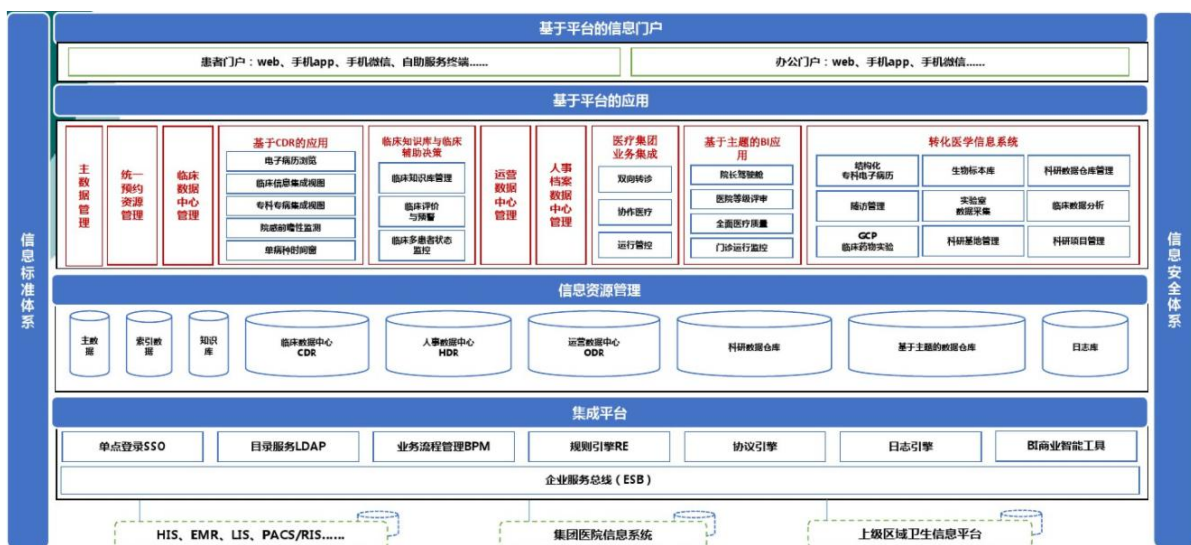 信息标准体系
基于平台的信息门户
患者门户：web、手机app、手机微信、自助服务终端......
办公门户：web、手机app、手机微信......
基于平台的应用
主数据管理
统一预约资源管理
临床数据中心管理
基于CDR的应用
电子病历浏览
临床信息集成视图
专科专病集成视图
院感前瞻性监测
单病种时间窗
临床知识库与临床
辅助决策
临床知识库管理
临床评价
与预警
临床多患者状态
监控
运营数据中心管理
人事档案数据中心管理
医疗集团
业务集成
双向转诊
协作医疗
运行管控
基于主题的BI应
用
院长驾驶舱
医院等级评审
全面医疗质量
门诊运行监控
转化医学信息系统
结构化
专科电子病历
生物标本库
科研数据仓库管理
随访管理
实验室
数据采集
临床数据分析
GCP
临床药物实验
科研基地管理
科研项目管理
信息资源管理
主数
据
索引数
据
知识
库
临床数据中心
CDR
人事数据中心
HDR
运营数据中心
ODR
科研数据仓库
基于主题的数据仓库
日志库
集成平台
单点登录SSO
目录服务LDAP
业务流程管理BPM
规则引擎RE
协议引擎
日志引擎
BI商业智能工具
企业服务总线（ESB）
HIS、EMR、LIS、PACS/RIS......
集团医院信息系统
上级区域卫生信息平台
信息安全体系